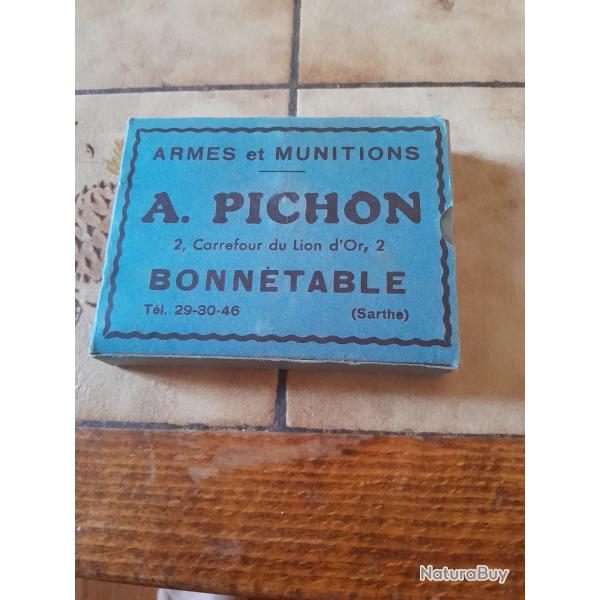 ARMES et MUNITIONS
A. PICHON
2, Carrefour du Lion d'Or, 2
BONNÉTABLE
Tél. 29-30-46 (Sarthe)
NaturaBuy